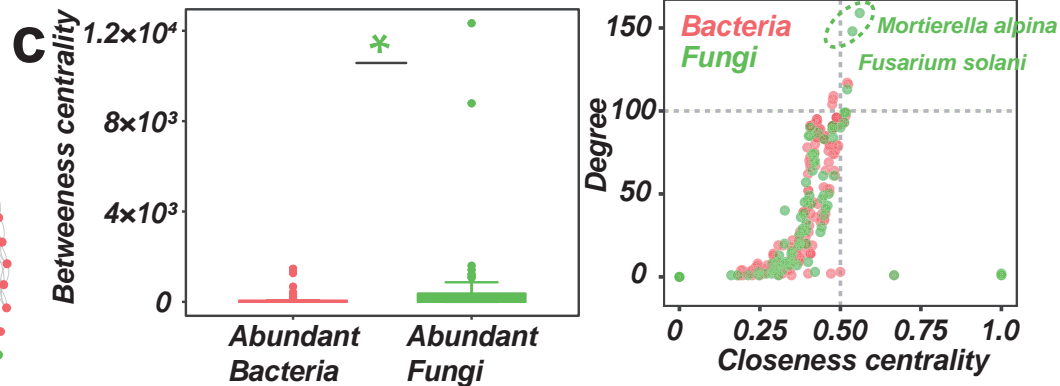 c
Betweeness centrality
1.2×10⁴
8×10³
4×10³
0
*
Abundant
Bacteria
Abundant
Fungi
Degree
150
100
50
0
Bacteria
Fungi
Mortierella alpina
Fusarium solani
0 0.25 0.50 0.75 1.0
Closeness centrality